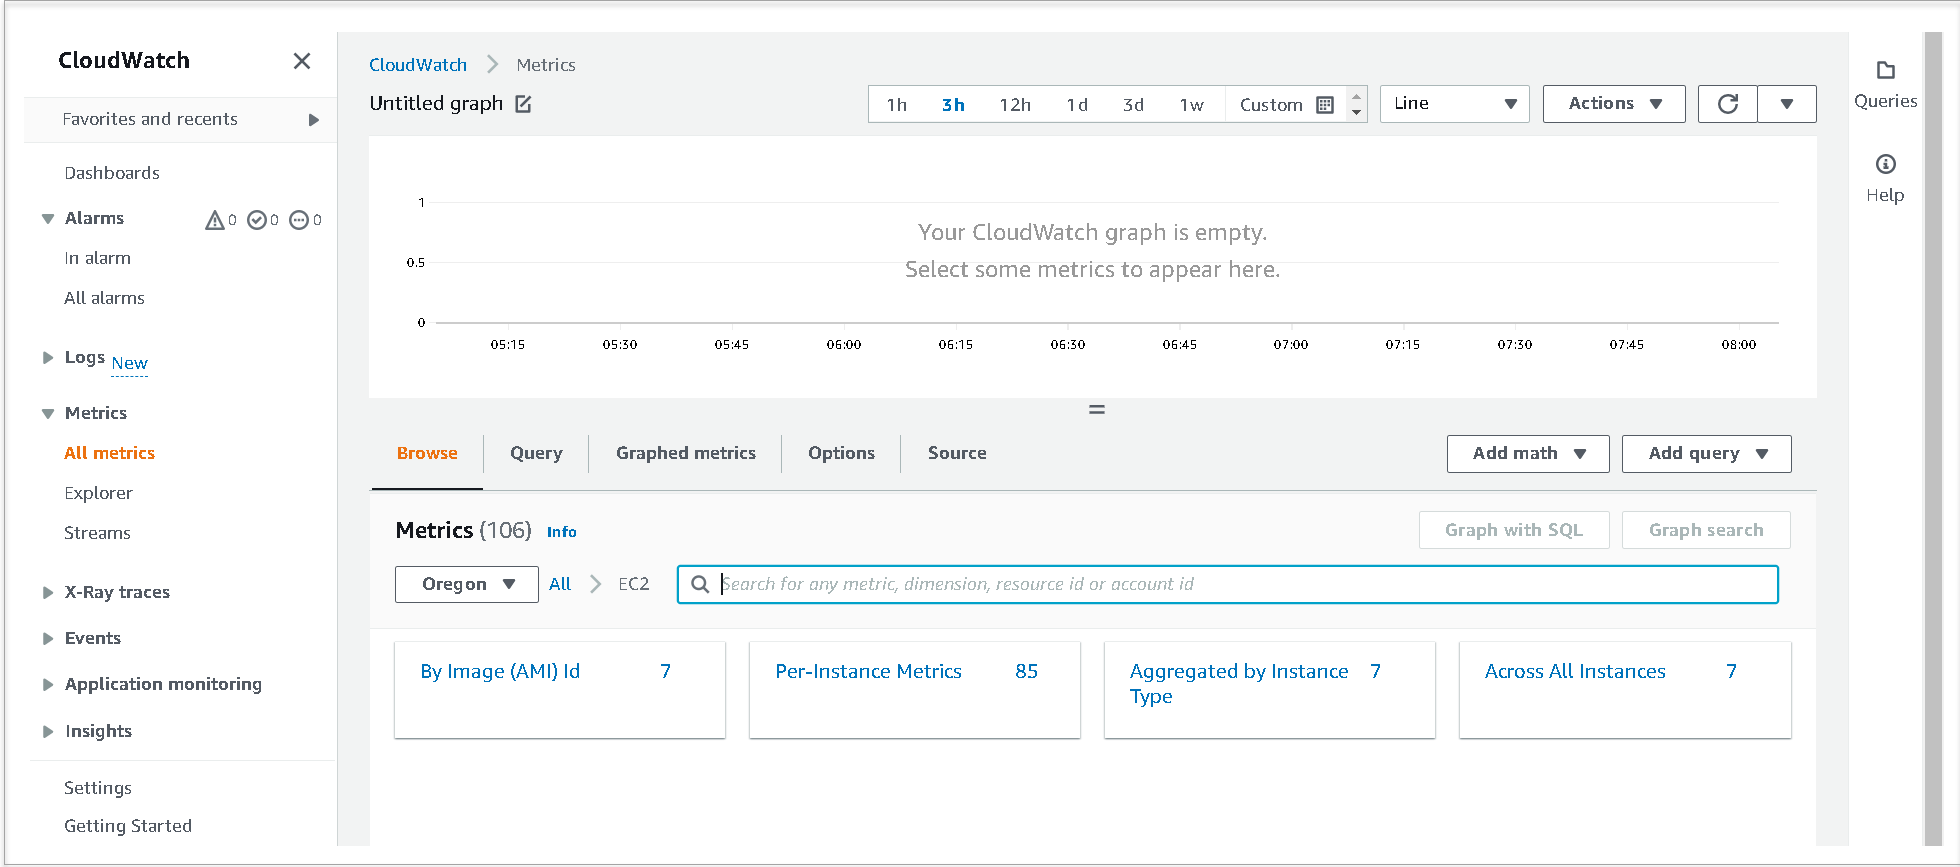 CloudWatch
Favorites and recents
Dashboards
Alarms 0 0 0
In alarm
All alarms
Logs New
Metrics
All metrics
Explorer
Streams
X-Ray traces
Events
Application monitoring
Insights
Settings
Getting Started
CloudWatch Metrics
Untitled graph
1h 3h 12h 1d 3d 1w Custom
Line
Actions
1
0.5
0
Your CloudWatch graph is empty.
Select some metrics to appear here.
05:15 05:30 05:45 06:00 06:15 06:30 06:45 07:00 07:15 07:30 07:45 08:00
Browse Query Graphed metrics Options Source
Add math
Add query
Metrics (106) Info
Graph with SQL
Graph search
Oregon
All EC2
Search for any metric, dimension, resource id or account id
By Image (AMI) Id 7
Per-Instance Metrics 85
Aggregated by Instance 7
Type
Across All Instances 7
Queries
Help